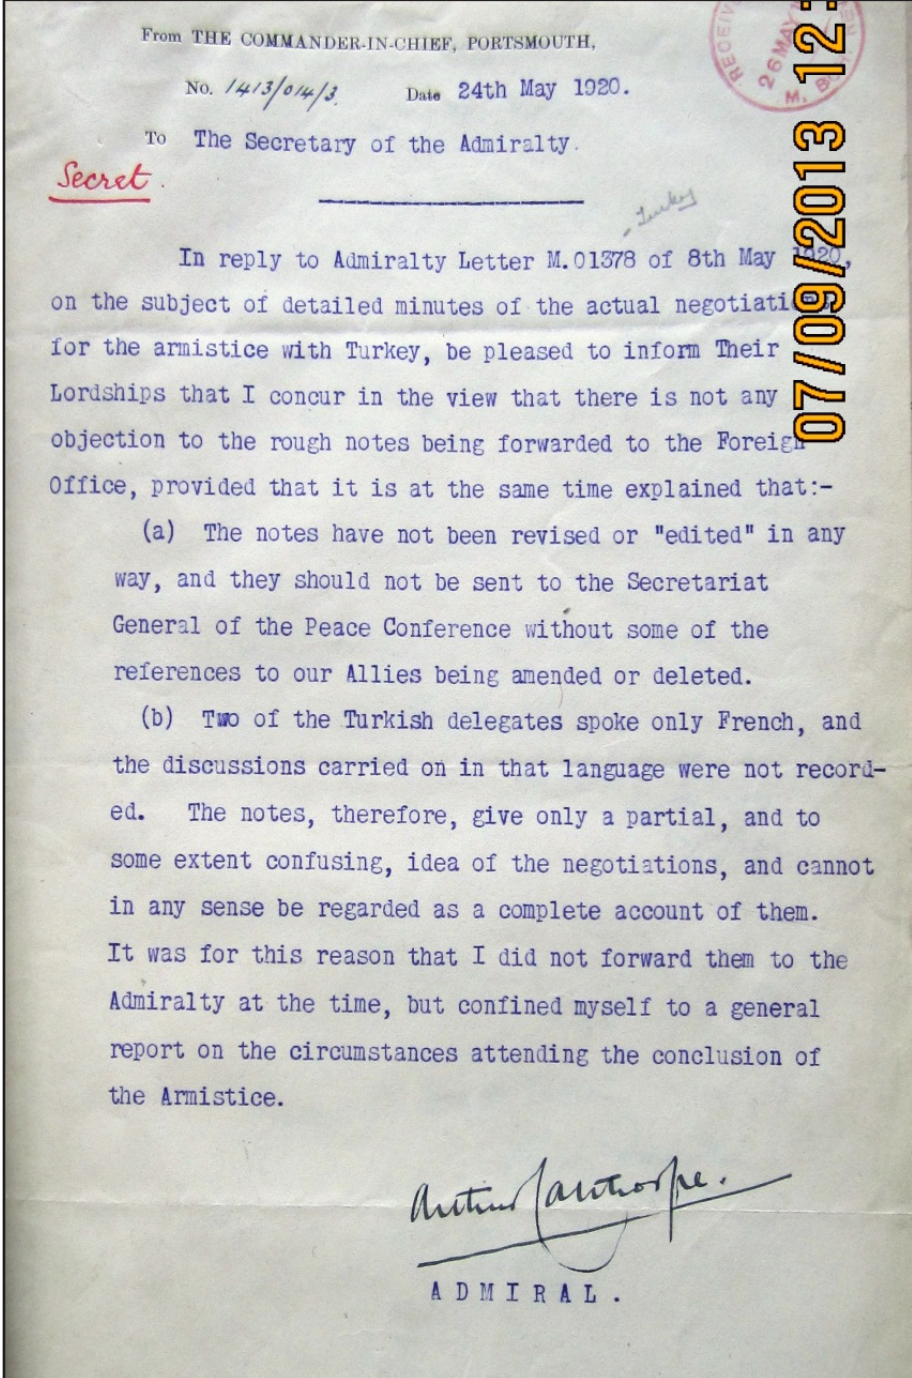 From THE COMMANDER-IN-CHIEF, PORTSMOUTH,
No. 1413/014/3. Date 24th May 1920.
To The Secretary of the Admiralty.
Secret.
Turkey
In reply to Admiralty Letter M.01378 of 8th May 1920,
on the subject of detailed minutes of the actual negotiations
for the armistice with Turkey, be pleased to inform Their
Lordships that I concur in the view that there is not any
objection to the rough notes being forwarded to the Foreign
Office, provided that it is at the same time explained that:-
(a) The notes have not been revised or "edited" in any
way, and they should not be sent to the Secretariat
General of the Peace Conference without some of the
references to our Allies being amended or deleted.
(b) Two of the Turkish delegates spoke only French, and
the discussions carried on in that language were not record-
ed. The notes, therefore, give only a partial, and to
some extent confusing, idea of the negotiations, and cannot
in any sense be regarded as a complete account of them.
It was for this reason that I did not forward them to the
Admiralty at the time, but confined myself to a general
report on the circumstances attending the conclusion of
the Armistice.
Arthur Calthorpe.
ADMIRAL.
RECEIV
26 MAY
M. B
07/09/2013 12: